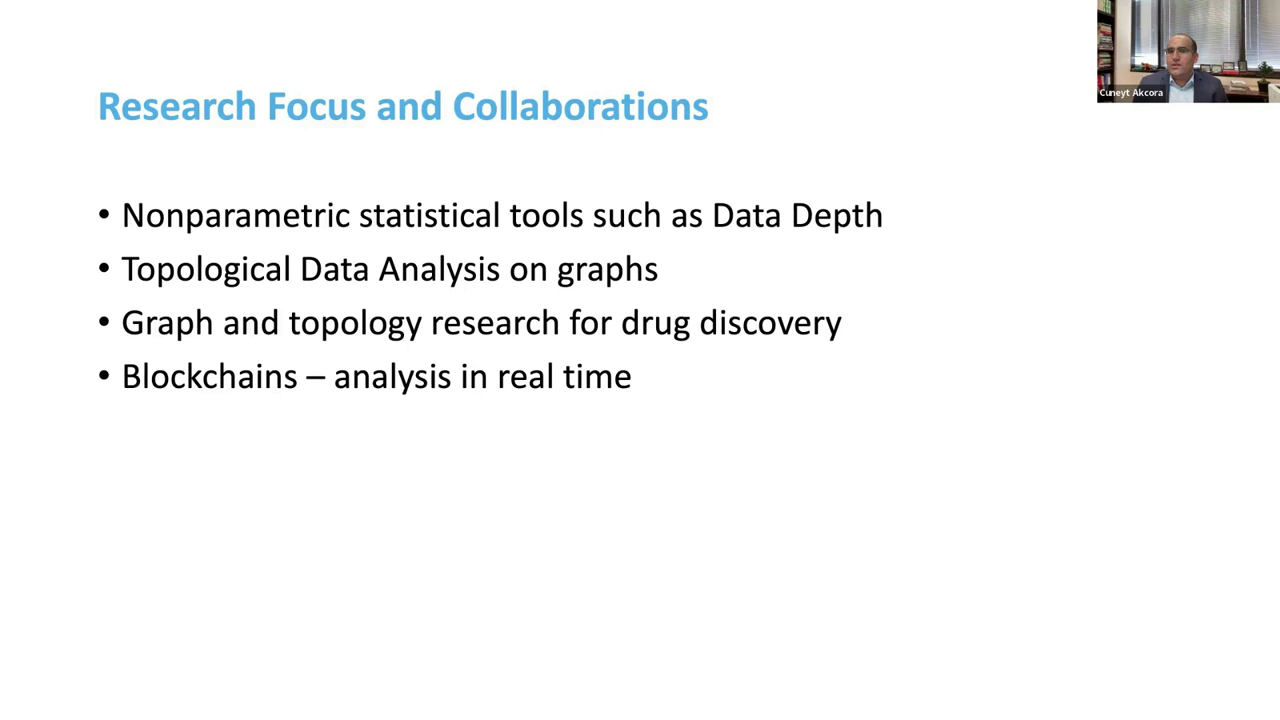 Research Focus and Collaborations
• Nonparametric statistical tools such as Data Depth
• Topological Data Analysis on graphs
• Graph and topology research for drug discovery
• Blockchains – analysis in real time
Cuneyt Akcora